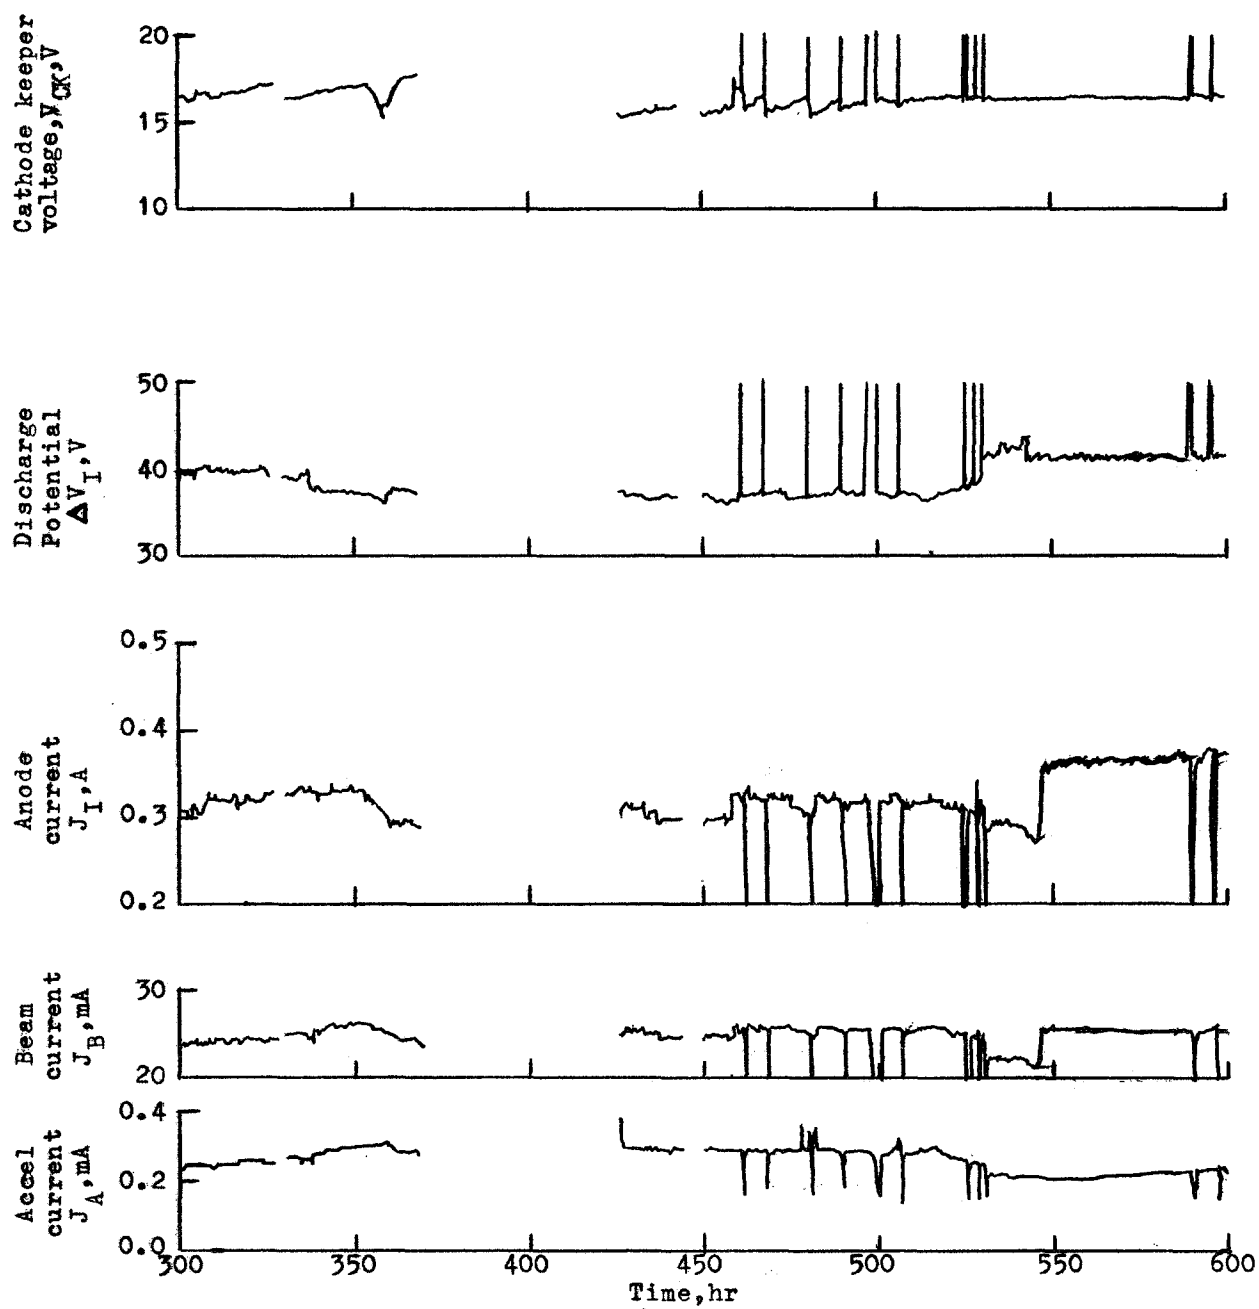 Cathode keeper
voltage, V_CK, V
20
15
10
Discharge
Potential
ΔV_I, V
50
40
30
Anode
current
J_I, A
0.5
0.4
0.3
0.2
Beam
current
J_B, mA
30
20
Accel
current
J_A, mA
0.4
0.2
0.0
300 350 400 450 500 550 600
Time, hr